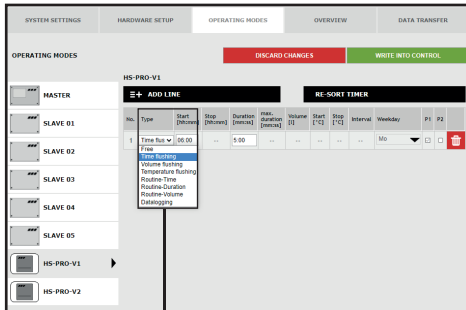 SYSTEM SETTINGS HARDWARE SETUP OPERATING MODES OVERVIEW DATA TRANSFER
OPERATING MODES DISCARD CHANGES WRITE INTO CONTROL
HS-PRO-V1
MASTER
+ ADD LINE RE-SORT TIMER
SLAVE 01
No. Type Start [hh:mm] Stop [hh:mm] Duration [mm:ss] max. duration [mm:ss] Volume [l] Start [°C] Stop [°C] Interval Weekday P1 P2
1 Time flus 06:00 -- 5:00 -- -- -- -- -- Mo
Free
Time flushing
Volume flushing
Temperature flushing
Routine-Time
Routine-Duration
Routine-Volume
Datalogging
SLAVE 02
SLAVE 03
SLAVE 04
SLAVE 05
HS-PRO-V1
HS-PRO-V2